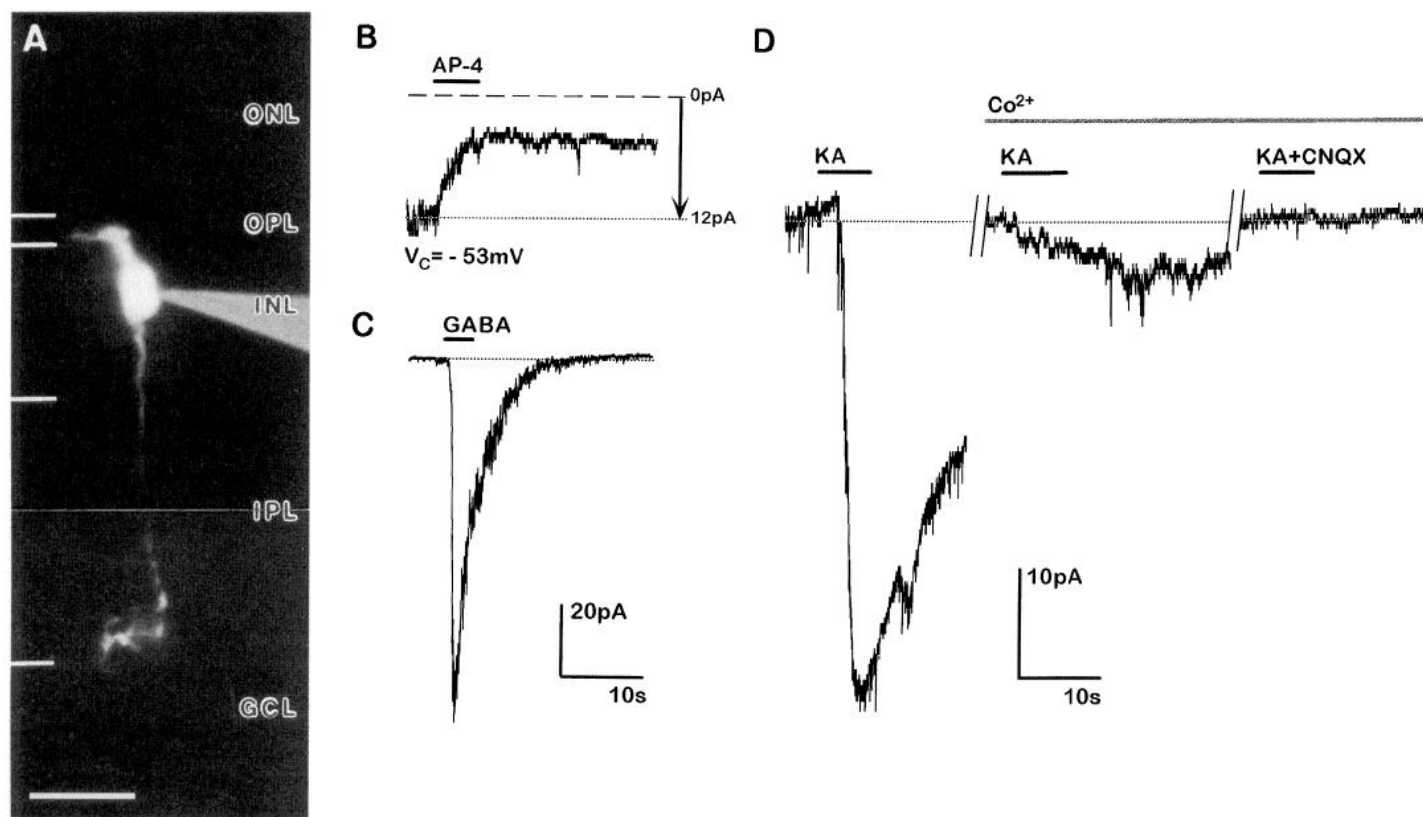 A
ONL
OPL
INL
IPL
GCL
B
AP-4
0pA
12pA
V_C= - 53mV
C
GABA
20pA
10s
D
Co²⁺
KA
KA
KA+CNQX
10pA
10s